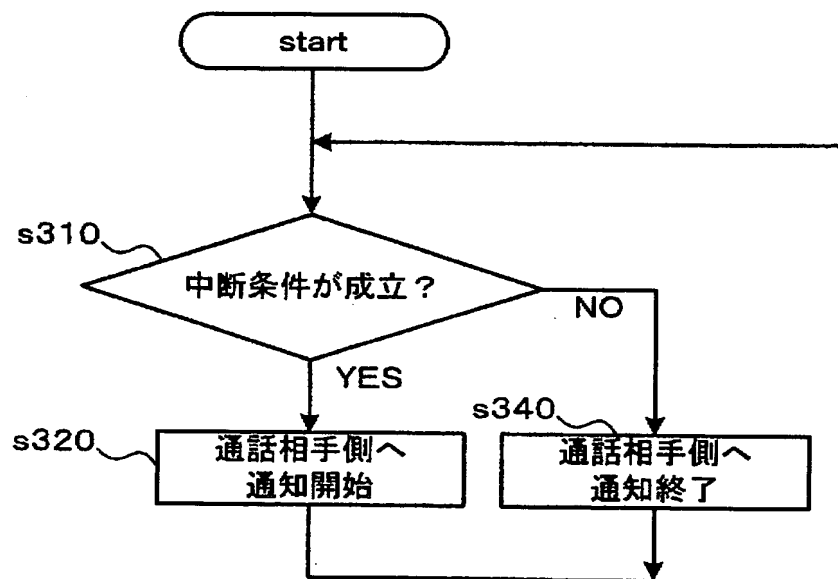 start
s310
中断条件が成立？
NO
YES
s320
通話相手側へ
通知開始
s340
通話相手側へ
通知終了